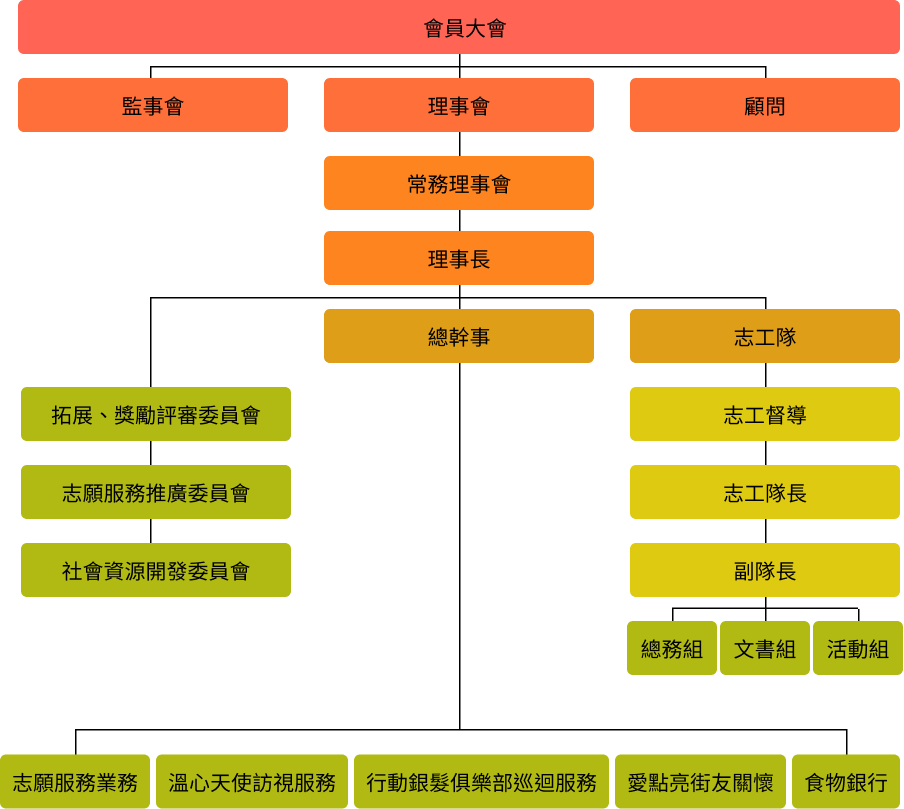 會員大會
監事會
理事會
顧問
常務理事會
理事長
總幹事
志工隊
拓展、獎勵評審委員會
志工督導
志願服務推廣委員會
志工隊長
社會資源開發委員會
副隊長
總務組
文書組
活動組
志願服務業務
溫心天使訪視服務
行動銀髮俱樂部巡迴服務
愛點亮街友關懷
食物銀行